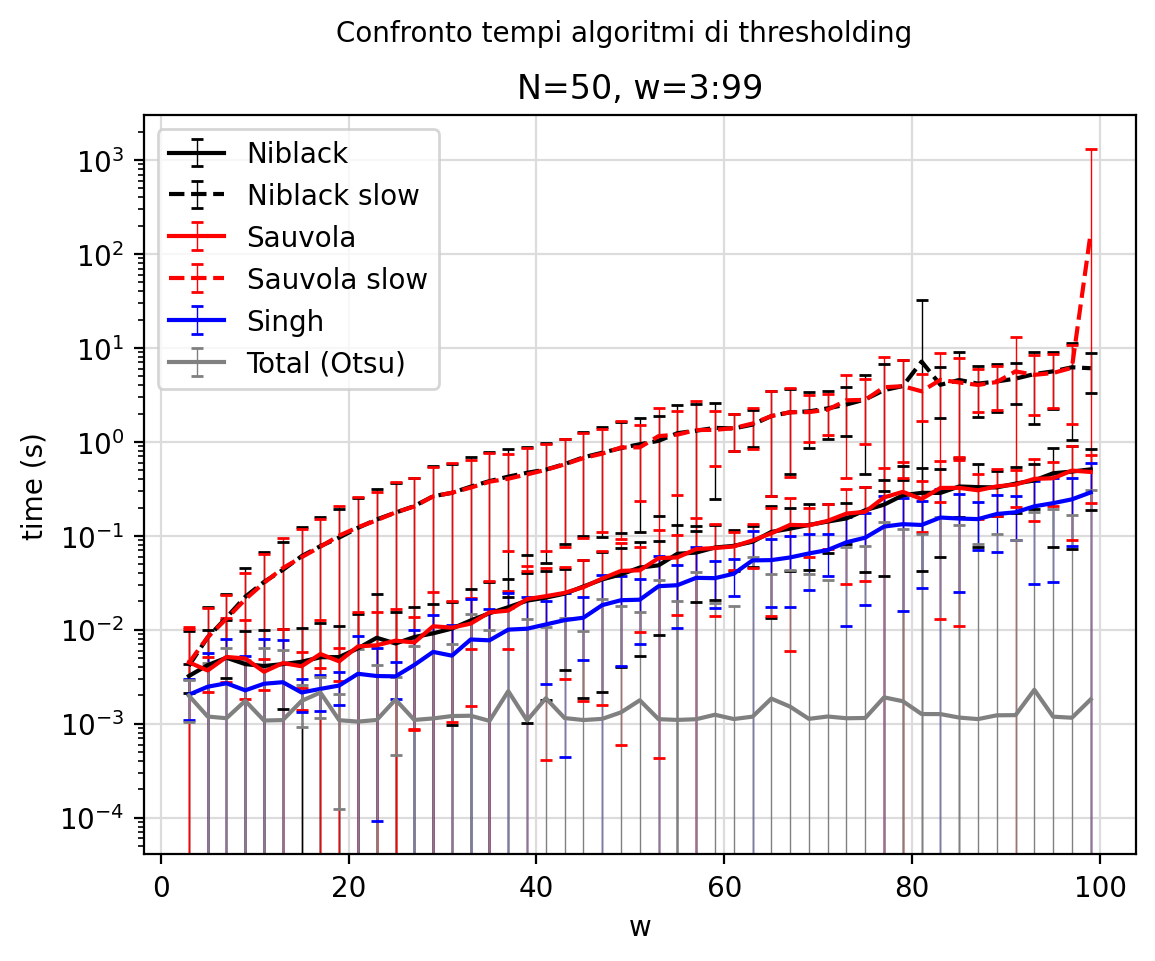 Confronto tempi algoritmi di thresholding
N=50, w=3:99
Niblack
Niblack slow
Sauvola
Sauvola slow
Singh
Total (Otsu)
10³
10²
10¹
10⁰
10⁻¹
10⁻²
10⁻³
10⁻⁴
time (s)
0 20 40 60 80 100
w